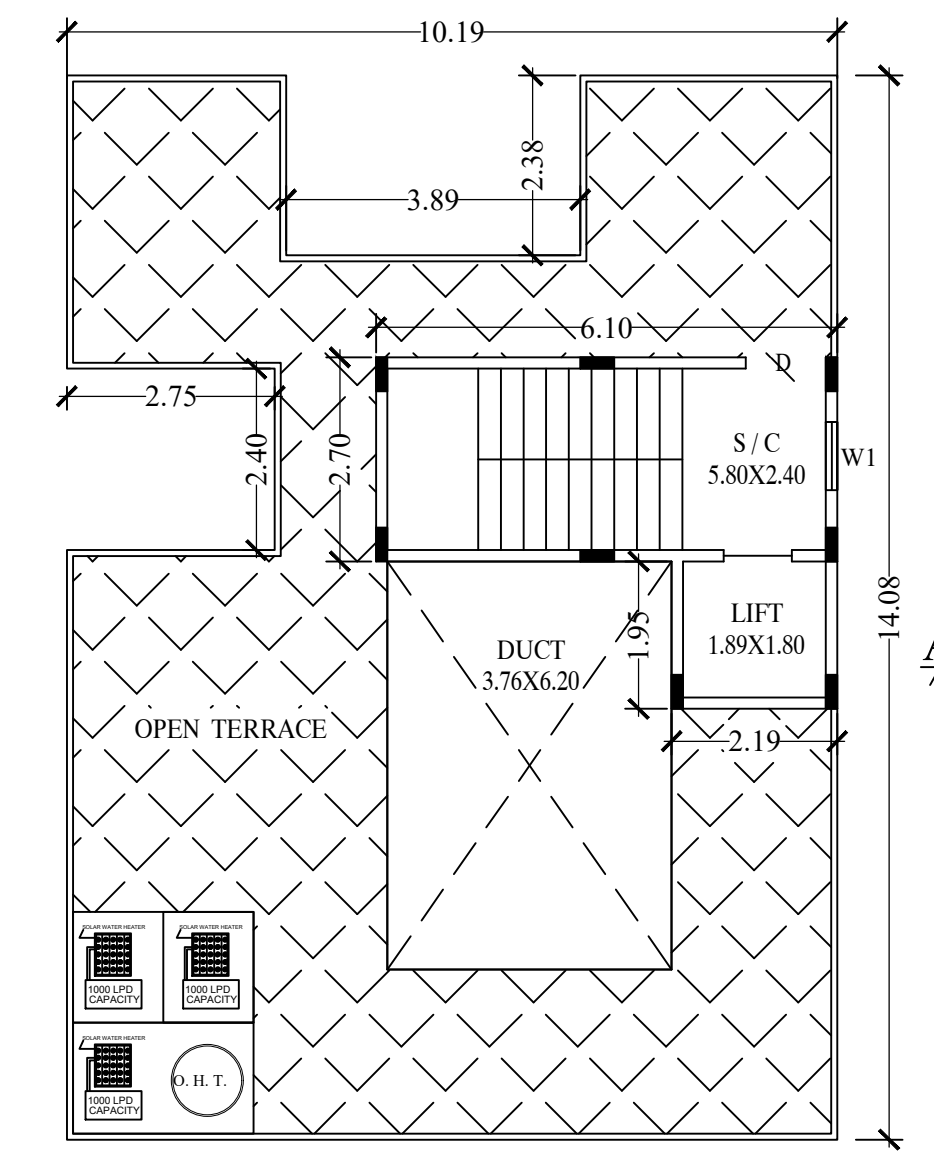 10.19
2.38
3.89
6.10
D
2.75
2.40
2.70
S / C
5.80X2.40
W1
14.08
1.95
LIFT
1.89X1.80
DUCT
3.76X6.20
A
OPEN TERRACE
2.19
SOLAR WATER HEATER
1000 LPD
CAPACITY
SOLAR WATER HEATER
1000 LPD
CAPACITY
SOLAR WATER HEATER
1000 LPD
CAPACITY
O. H. T.